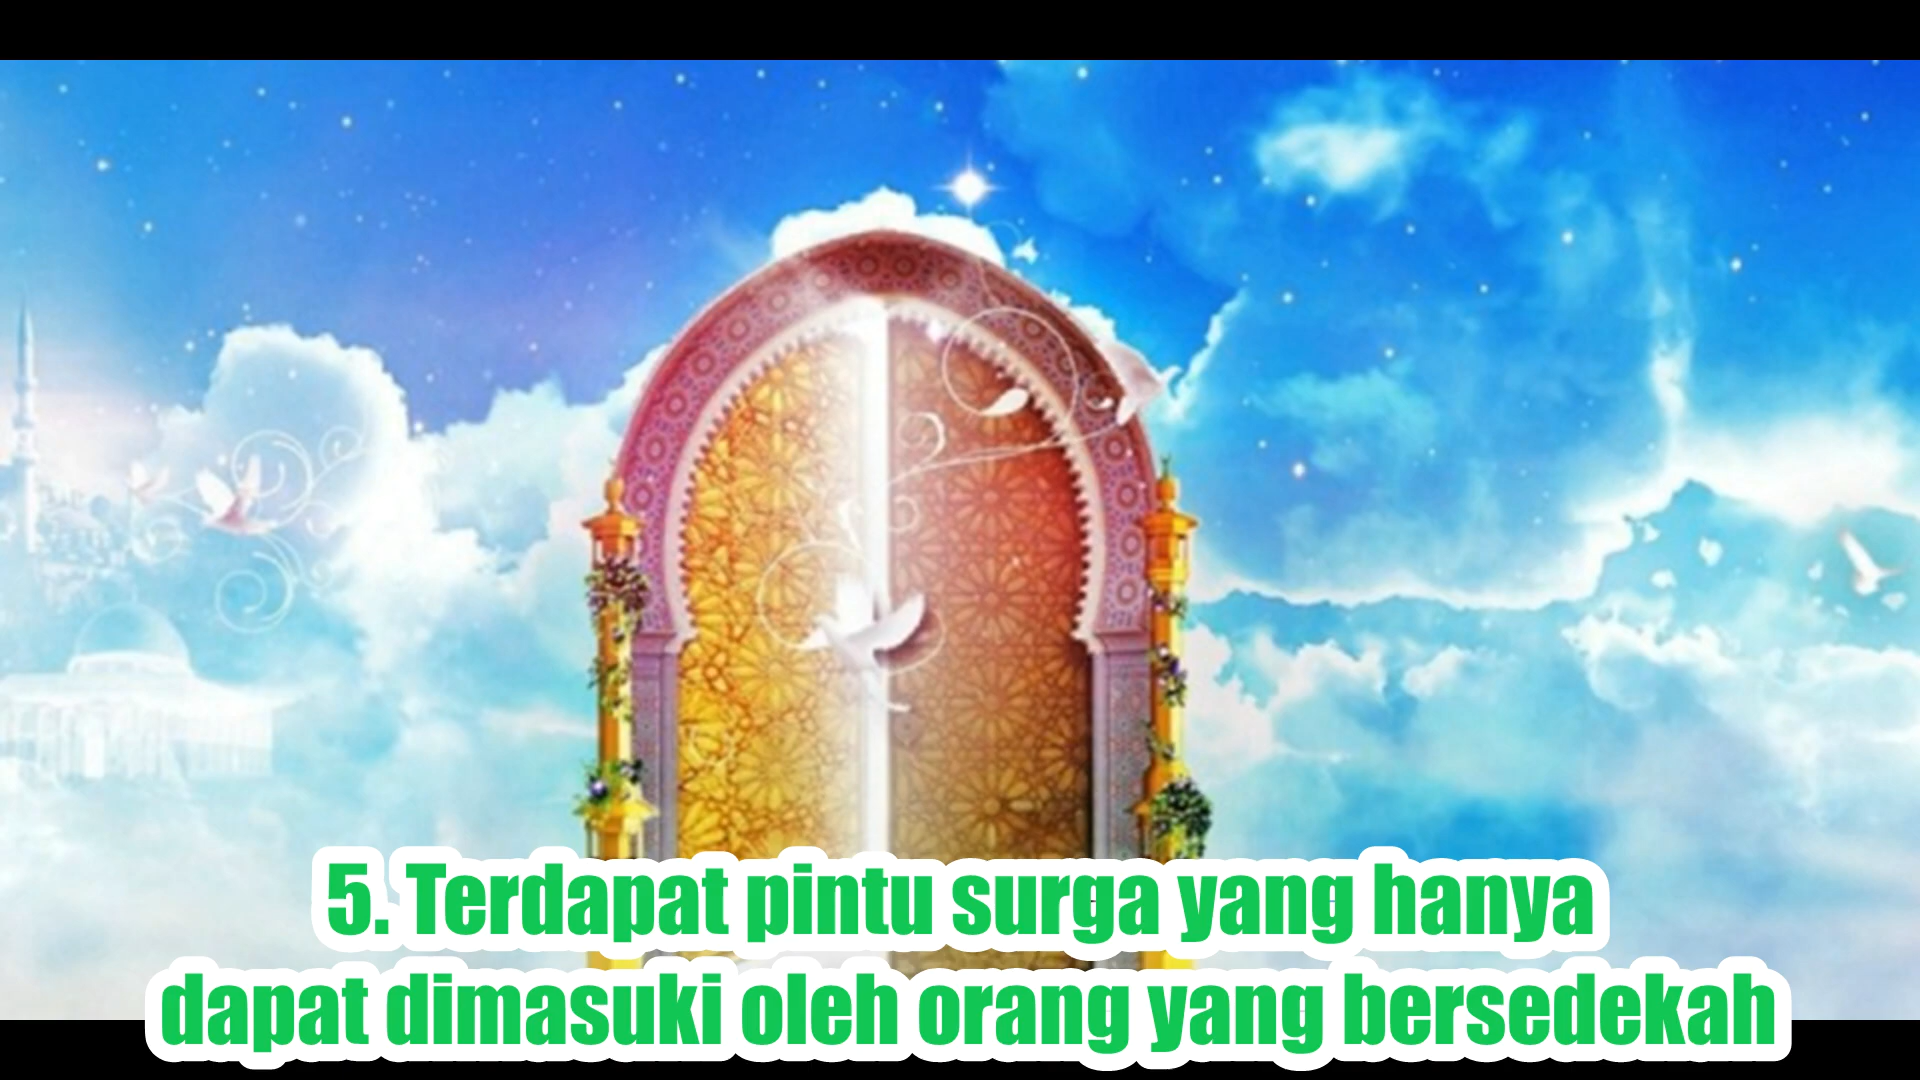 5. Terdapat pintu surga yang hanya
dapat dimasuki oleh orang yang bersedekah